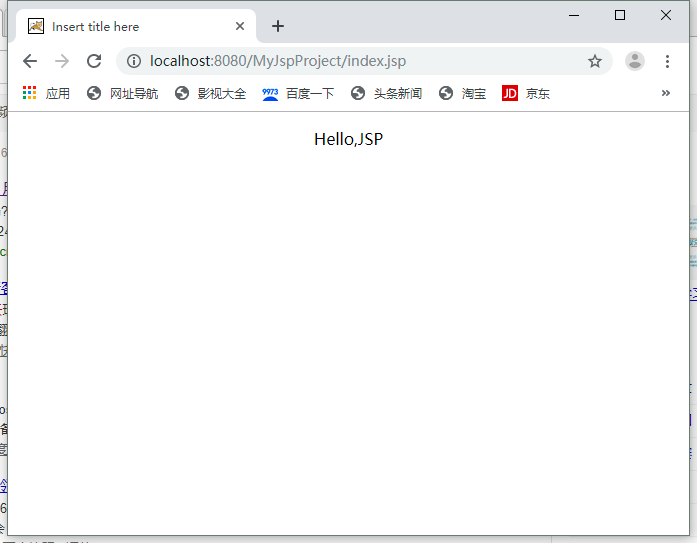 Insert title here
localhost:8080/MyJspProject/index.jsp
应用 网址导航 影视大全 9973 百度一下 头条新闻 淘宝 JD 京东
Hello,JSP